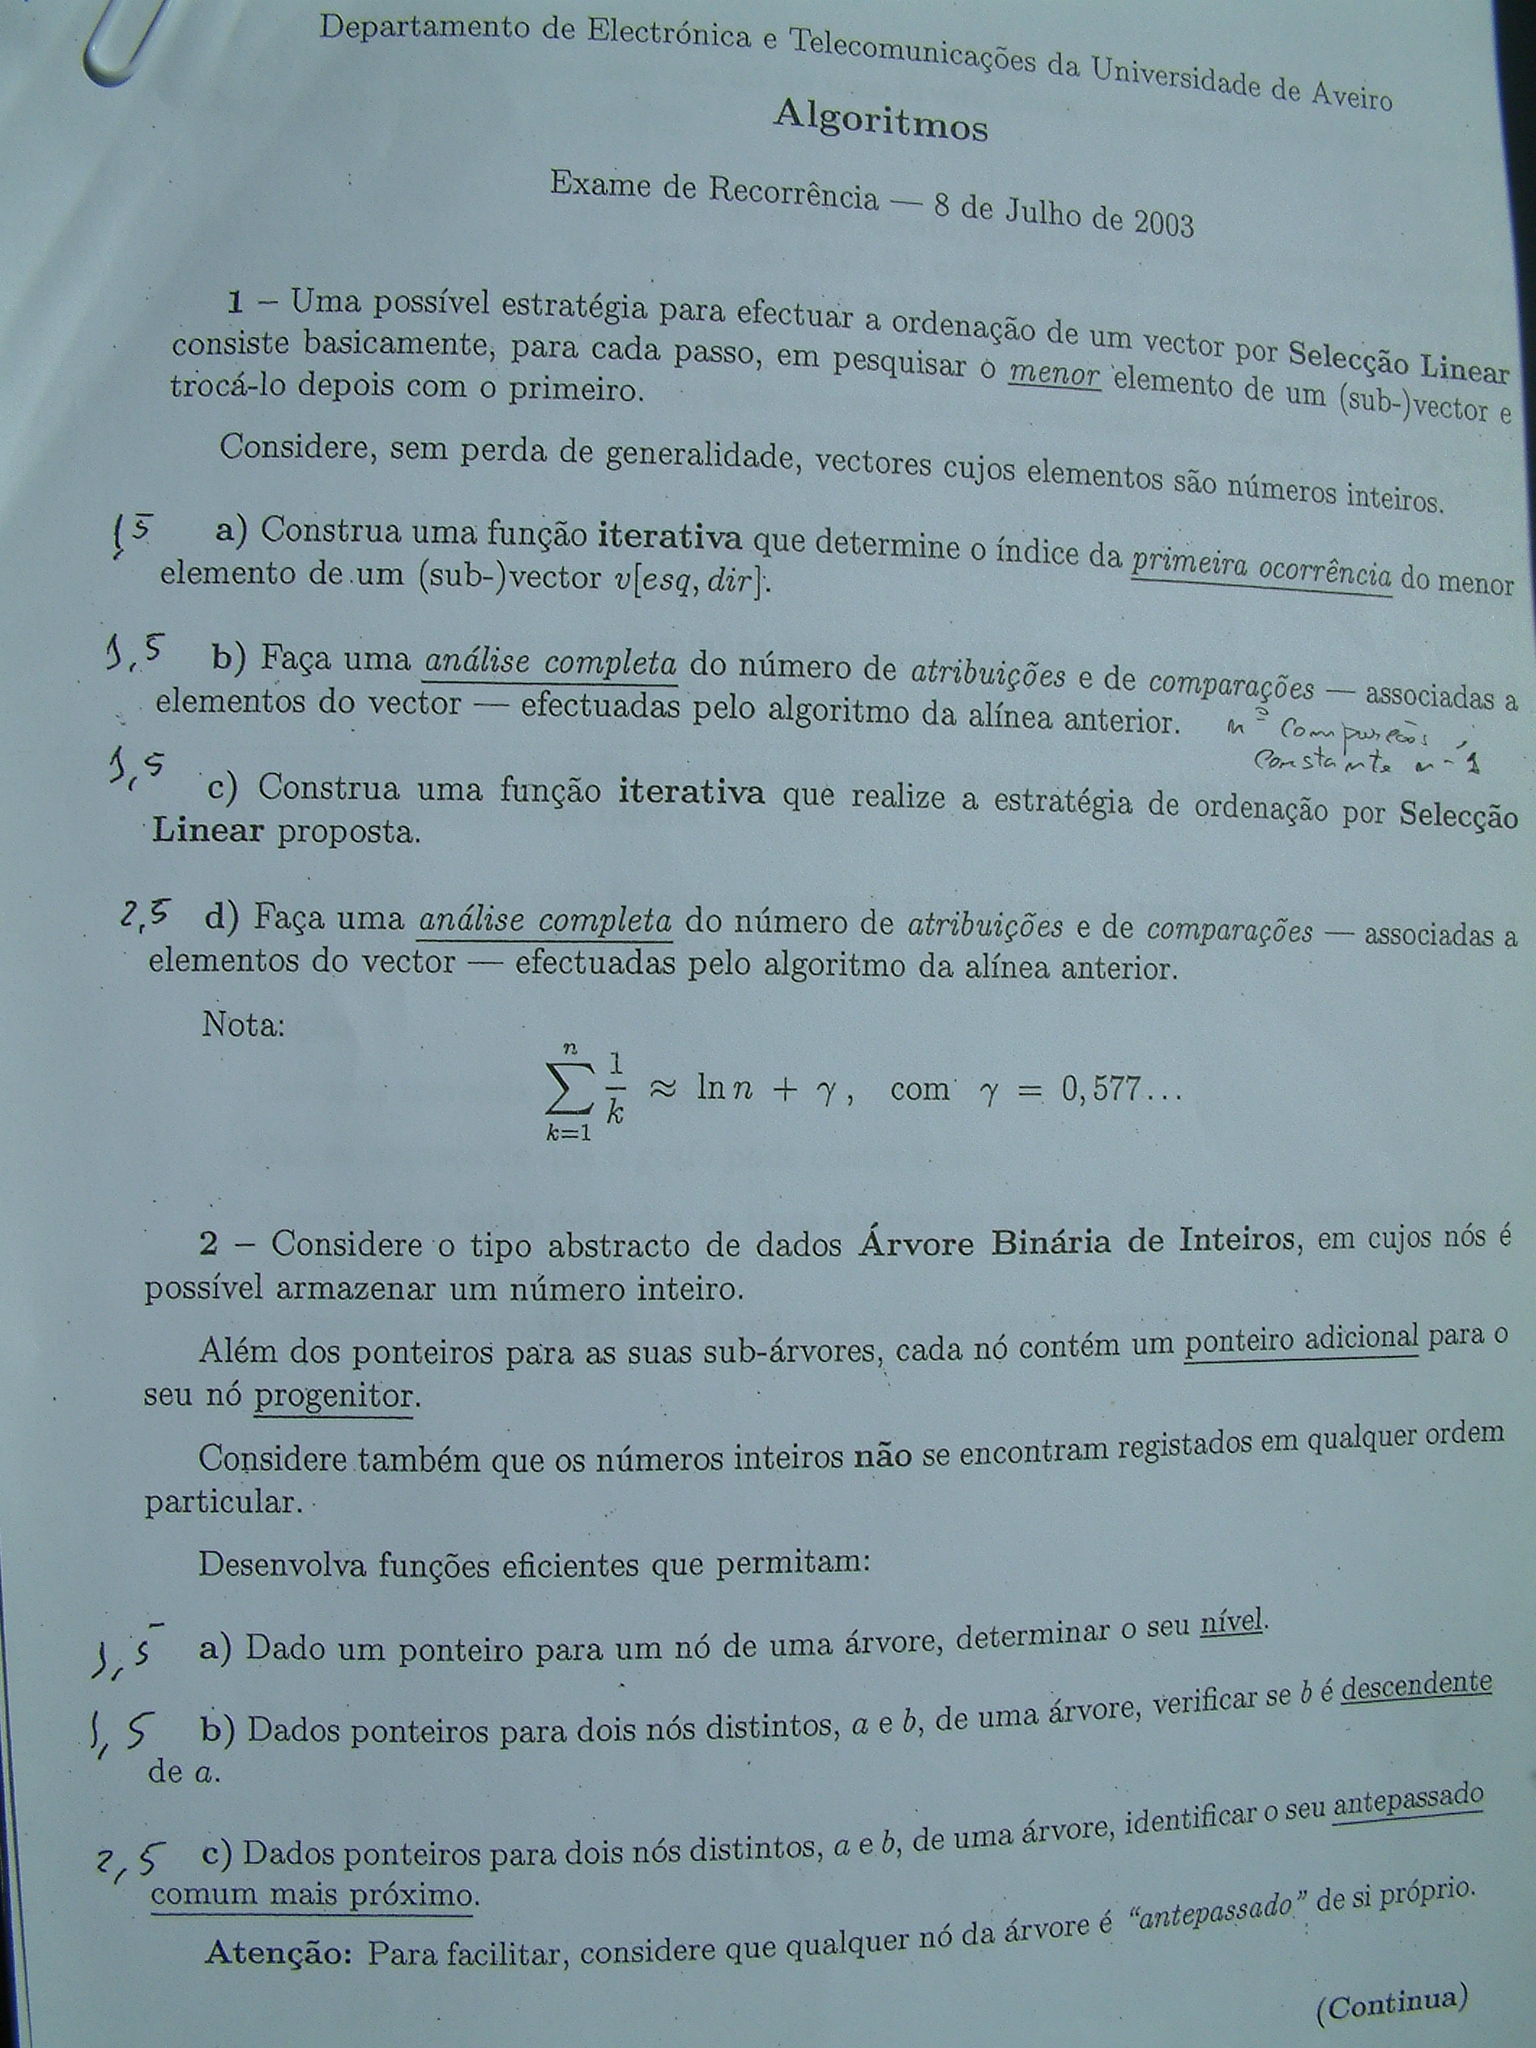 Departamento de Electrónica e Telecomunicações da Universidade de Aveiro
Algoritmos
Exame de Recorrência — 8 de Julho de 2003
1 – Uma possível estratégia para efectuar a ordenação de um vector por Selecção Linear
consiste basicamente, para cada passo, em pesquisar o menor elemento de um (sub-)vector e
trocá-lo depois com o primeiro.
Considere, sem perda de generalidade, vectores cujos elementos são números inteiros.
1,5 a) Construa uma função iterativa que determine o índice da primeira ocorrência do menor
elemento de um (sub-)vector v[esq, dir].
1,5 b) Faça uma análise completa do número de atribuições e de comparações — associadas a
elementos do vector — efectuadas pelo algoritmo da alínea anterior. nº Comparações
constante n-1
1,5 c) Construa uma função iterativa que realize a estratégia de ordenação por Selecção
Linear proposta.
2,5 d) Faça uma análise completa do número de atribuições e de comparações — associadas a
elementos do vector — efectuadas pelo algoritmo da alínea anterior.
Nota:
∑_{k=1}^{n} 1/k ≈ ln n + γ, com γ = 0,577...
2 – Considere o tipo abstracto de dados Árvore Binária de Inteiros, em cujos nós é
possível armazenar um número inteiro.
Além dos ponteiros para as suas sub-árvores, cada nó contém um ponteiro adicional para o
seu nó progenitor.
Considere também que os números inteiros não se encontram registados em qualquer ordem
particular.
Desenvolva funções eficientes que permitam:
1,5 a) Dado um ponteiro para um nó de uma árvore, determinar o seu nível.
1,5 b) Dados ponteiros para dois nós distintos, a e b, de uma árvore, verificar se b é descendente
de a.
2,5 c) Dados ponteiros para dois nós distintos, a e b, de uma árvore, identificar o seu antepassado
comum mais próximo.
Atenção: Para facilitar, considere que qualquer nó da árvore é "antepassado" de si próprio.
(Continua)